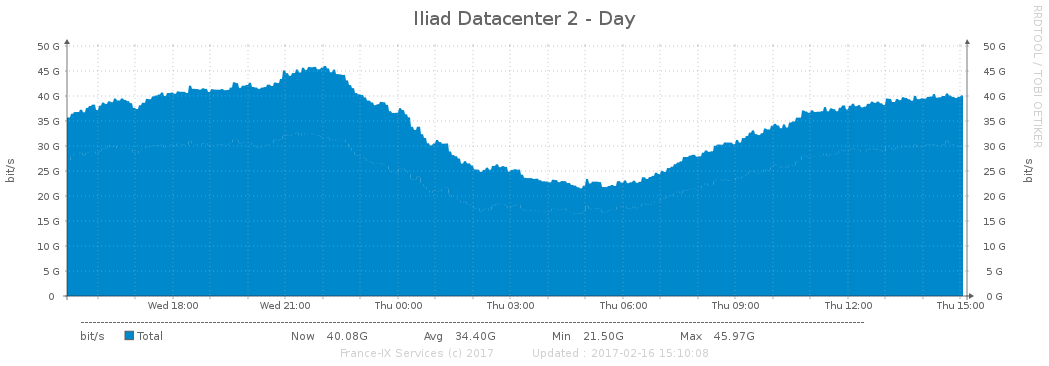 Iliad Datacenter 2 - Day
RRDTOOL / TOBI OETIKER
bit/s
50 G
45 G
40 G
35 G
30 G
25 G
20 G
15 G
10 G
5 G
0
50 G
45 G
40 G
35 G
30 G
25 G
20 G
15 G
10 G
5 G
0 G
bit/s
Wed 18:00 Wed 21:00 Thu 00:00 Thu 03:00 Thu 06:00 Thu 09:00 Thu 12:00 Thu 15:00
bit/s Total Now 40.08G Avg 34.40G Min 21.50G Max 45.97G
France-IX Services (c) 2017 Updated : 2017-02-16 15:10:08